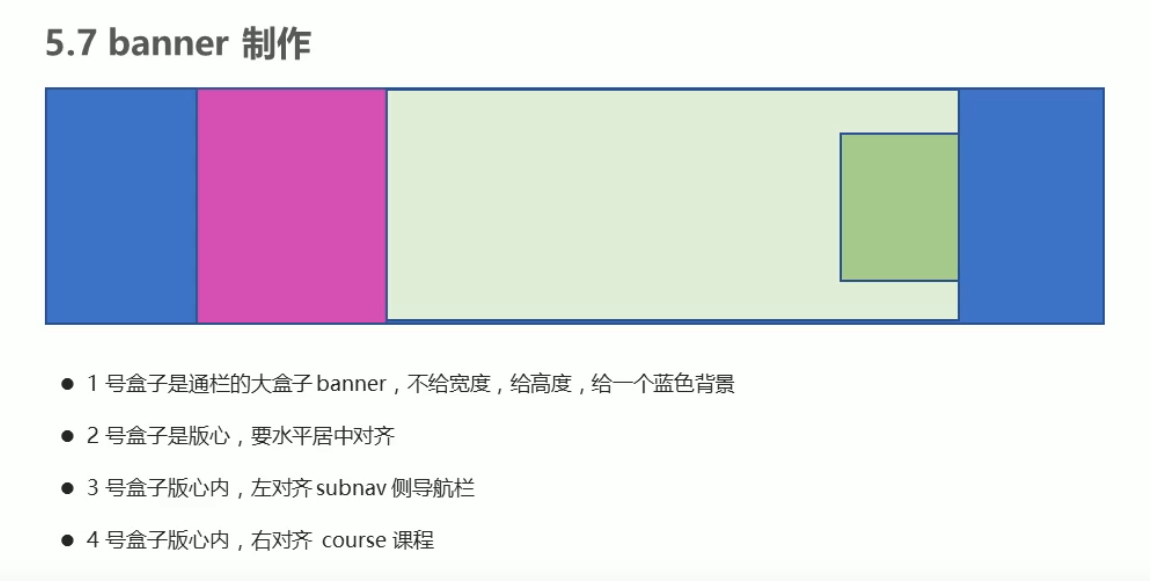 5.7 banner 制作
● 1 号盒子是通栏的大盒子 banner，不给宽度，给高度，给一个蓝色背景
● 2 号盒子是版心，要水平居中对齐
● 3 号盒子版心内，左对齐 subnav 侧导航栏
● 4 号盒子版心内，右对齐 course 课程